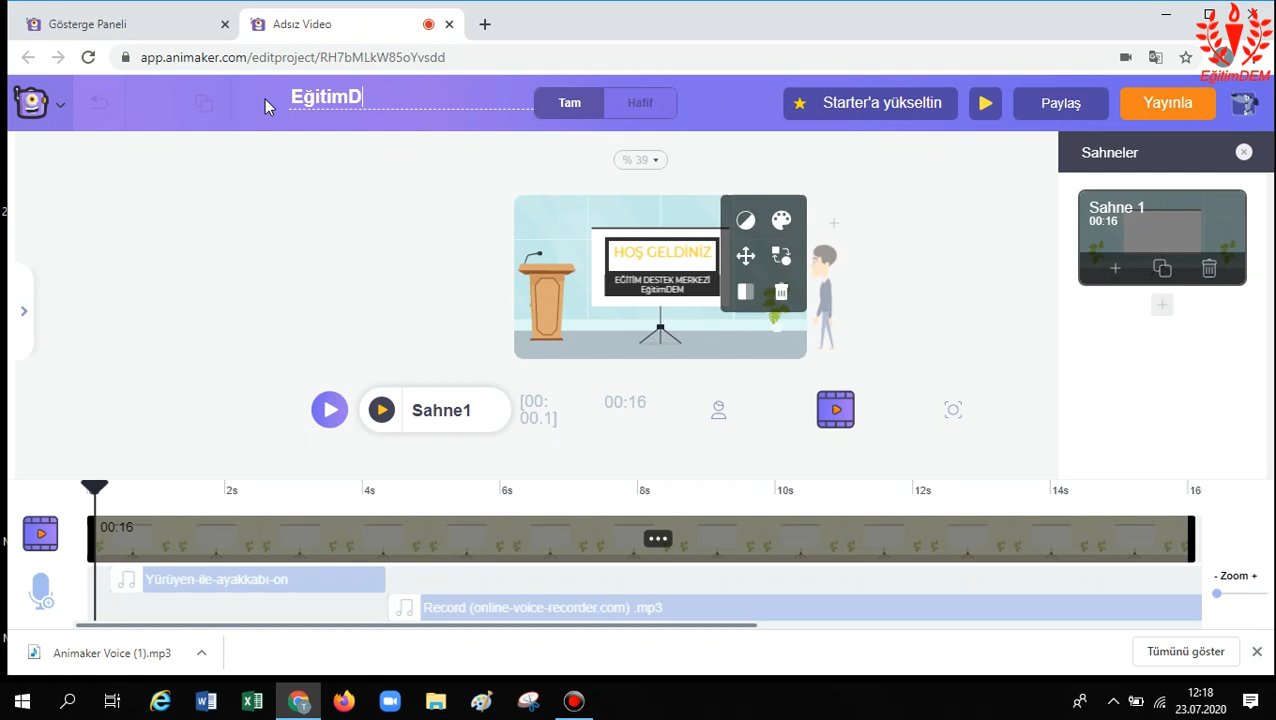 Gösterge Paneli
Adsız Video
app.animaker.com/editproject/RH7bMLkW85oYvsdd
EğitimDEM
EğitimD
Tam
Hafif
Starter'a yükseltin
Paylaş
Yayınla
% 39
Sahneler
Sahne 1
00:16
HOŞ GELDİNİZ
EĞİTİM DESTEK MERKEZİ
EğitimDEM
Sahne1
[00:
00.1]
00:16
2s
4s
6s
8s
10s
12s
14s
16
00:16
Yürüyen-ile-ayakkabı-on
Record (online-voice-recorder.com) .mp3
- Zoom +
Animaker Voice (1).mp3
Tümünü göster
12:18
23.07.2020